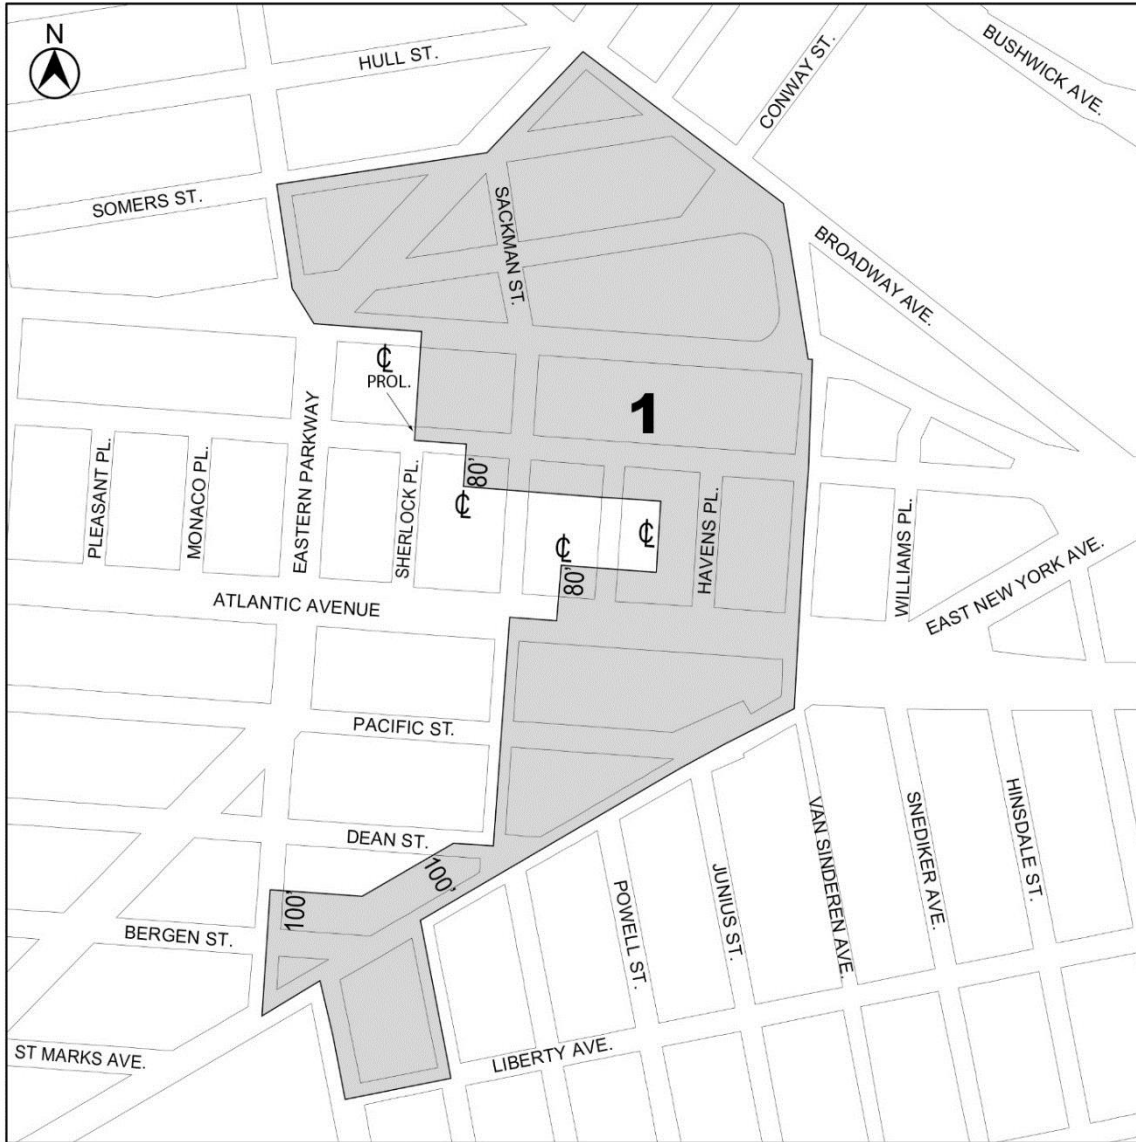 N
HULL ST.
CONWAY ST.
BUSHWICK AVE.
SOMERS ST.
SACKMAN ST.
BROADWAY AVE.
℄
PROL.
1
PLEASANT PL.
MONACO PL.
EASTERN PARKWAY
SHERLOCK PL.
80'
℄
℄
℄
80'
HAVENS PL.
WILLIAMS PL.
EAST NEW YORK AVE.
ATLANTIC AVENUE
PACIFIC ST.
DEAN ST.
100'
100'
BERGEN ST.
POWELL ST.
JUNIUS ST.
VAN SINDEREN AVE.
SNEDIKER AVE.
HINSDALE ST.
ST MARKS AVE.
LIBERTY AVE.